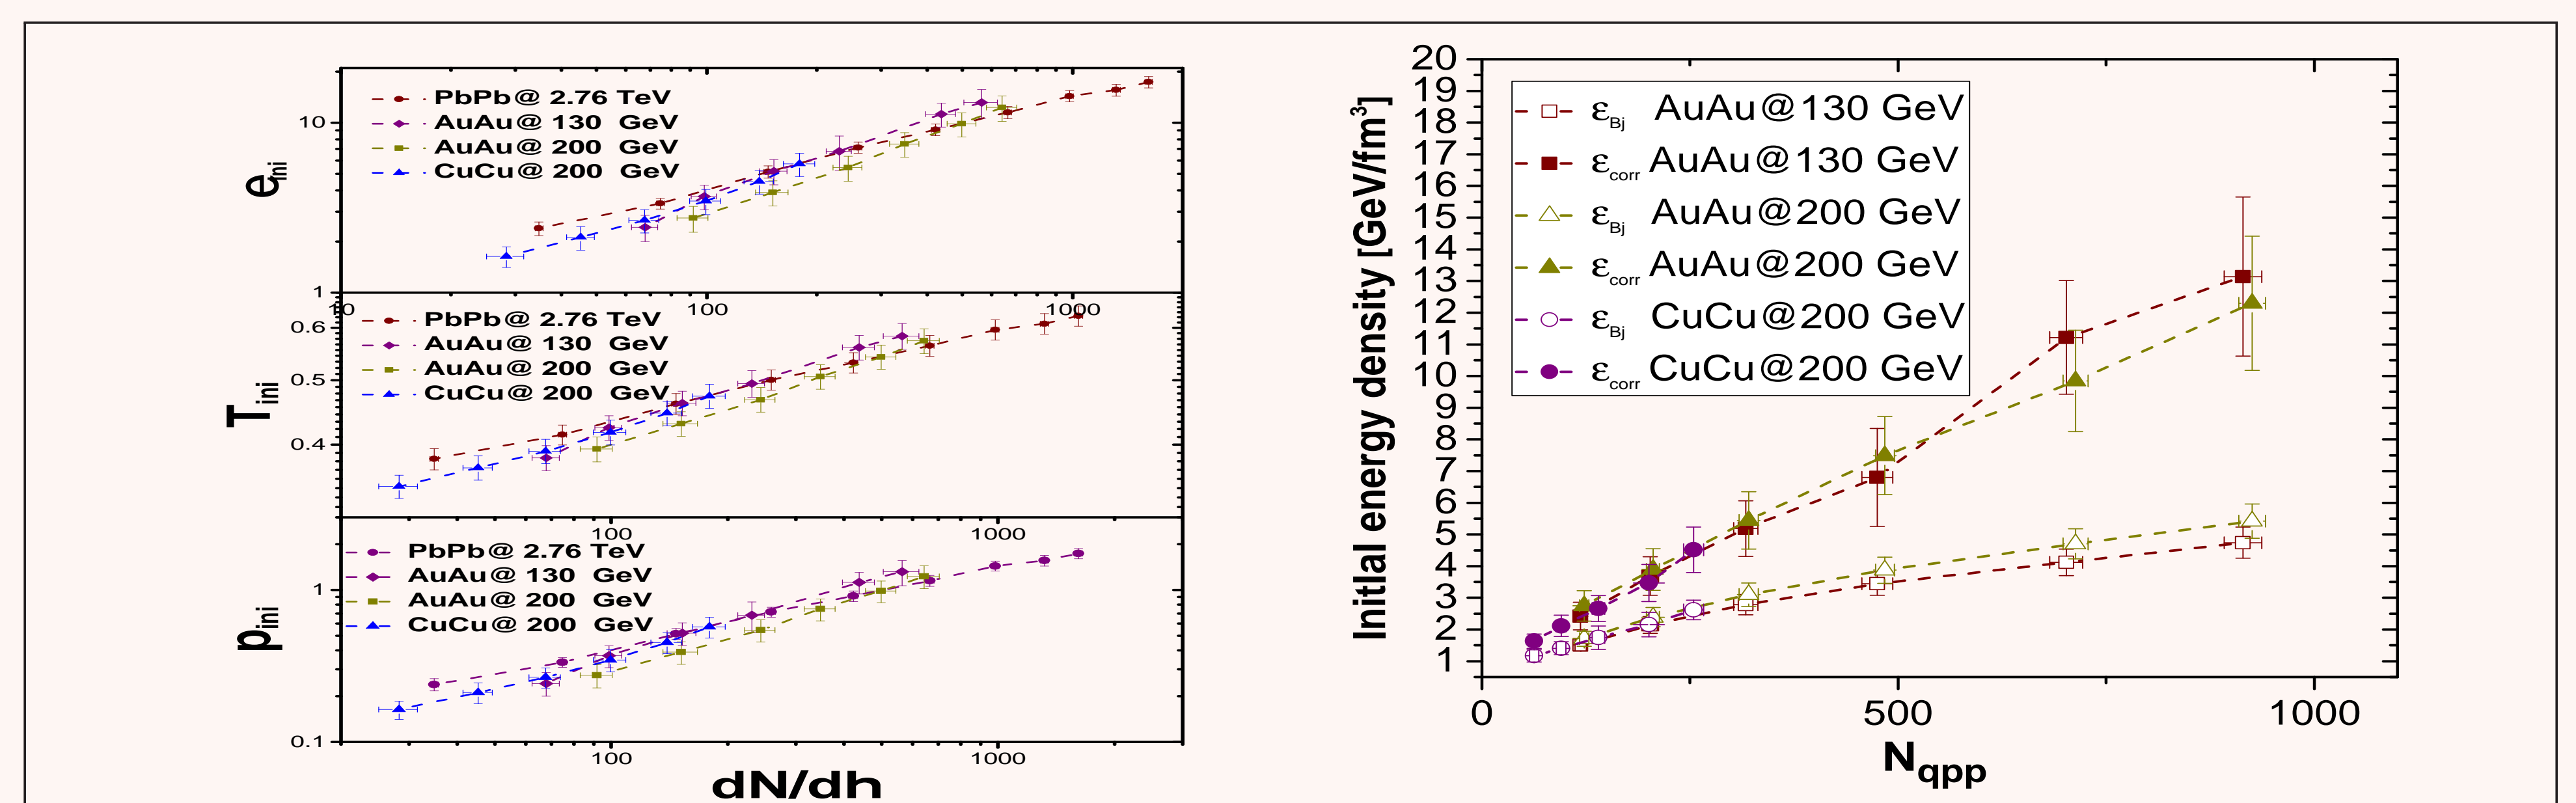 PbPb@ 2.76 TeV
AuAu@ 130 GeV
AuAu@ 200 GeV
CuCu@ 200 GeV
10
1
e_ini
10 100 1000
PbPb@ 2.76 TeV
AuAu@ 130 GeV
AuAu@ 200 GeV
CuCu@ 200 GeV
0.6
0.5
0.4
T_ini
100 1000
PbPb@ 2.76 TeV
AuAu@ 130 GeV
AuAu@ 200 GeV
CuCu@ 200 GeV
1
0.1
p_ini
100 1000
dN/dh
Initial energy density [GeV/fm³]
20
19
18
17
16
15
14
13
12
11
10
9
8
7
6
5
4
3
2
1
ε_Bj AuAu@130 GeV
ε_corr AuAu@130 GeV
ε_Bj AuAu@200 GeV
ε_corr AuAu@200 GeV
ε_Bj CuCu@200 GeV
ε_corr CuCu@200 GeV
0 500 1000
N_qpp